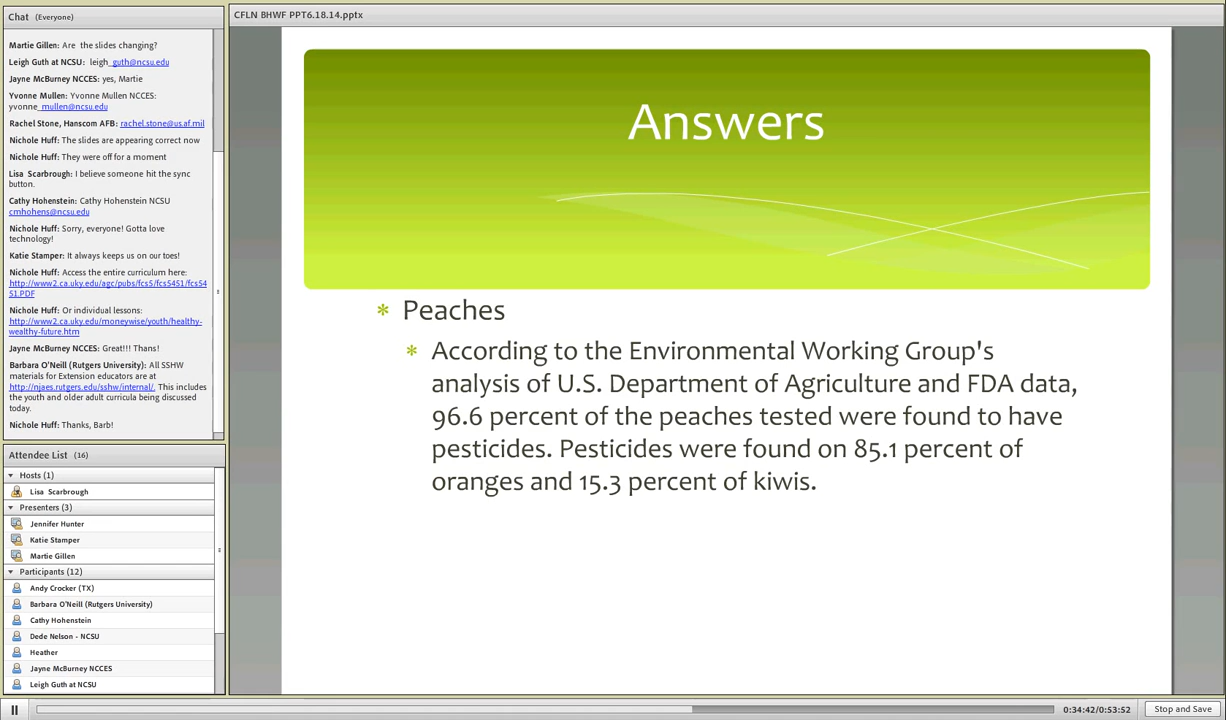 Chat (Everyone)
Martie Gillen: Are the slides changing?
Leigh Guth at NCSU: leigh_guth@ncsu.edu
Jayne McBurney NCCES: yes, Martie
Yvonne Mullen: Yvonne Mullen NCCES:
yvonne_mullen@ncsu.edu
Rachel Stone, Hanscom AFB: rachel.stone@us.af.mil
Nichole Huff: The slides are appearing correct now
Nichole Huff: They were off for a moment
Lisa Scarbrough: I believe someone hit the sync
button.
Cathy Hohenstein: Cathy Hohenstein NCSU
cmhohens@ncsu.edu
Nichole Huff: Sorry, everyone! Gotta love
technology!
Katie Stamper: It always keeps us on our toes!
Nichole Huff: Access the entire curriculum here:
http://www2.ca.uky.edu/agc/pubs/fcs5/fcs5451/fcs54
51.PDF
Nichole Huff: Or individual lessons:
http://www2.ca.uky.edu/moneywise/youth/healthy-
wealthy-future.htm
Jayne McBurney NCCES: Great!!! Thans!
Barbara O'Neill (Rutgers University): All SSHW
materials for Extension educators are at
http://njaes.rutgers.edu/sshw/internal/. This includes
the youth and older adult curricula being discussed
today.
Nichole Huff: Thanks, Barb!
Attendee List (16)
Hosts (1)
Lisa Scarbrough
Presenters (3)
Jennifer Hunter
Katie Stamper
Martie Gillen
Participants (12)
Andy Crocker (TX)
Barbara O'Neill (Rutgers University)
Cathy Hohenstein
Dede Nelson - NCSU
Heather
Jayne McBurney NCCES
Leigh Guth at NCSU
CFLN BHWF PPT6.18.14.pptx
Answers
Peaches
According to the Environmental Working Group's
analysis of U.S. Department of Agriculture and FDA data,
96.6 percent of the peaches tested were found to have
pesticides. Pesticides were found on 85.1 percent of
oranges and 15.3 percent of kiwis.
0:34:42/0:53:52
Stop and Save